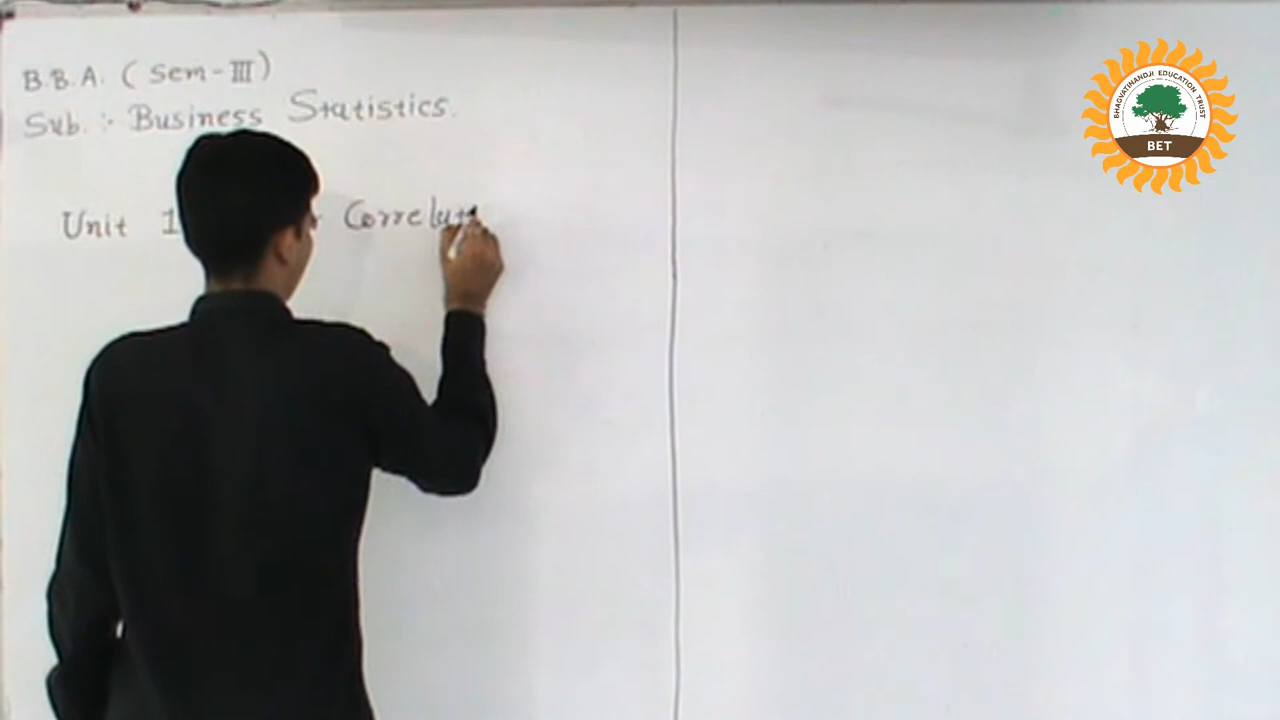 B.B.A. (Sem-III)
Sub. :- Business Statistics.
Unit 1 Correlat
BHAGVATINANDJI EDUCATION TRUST
BET